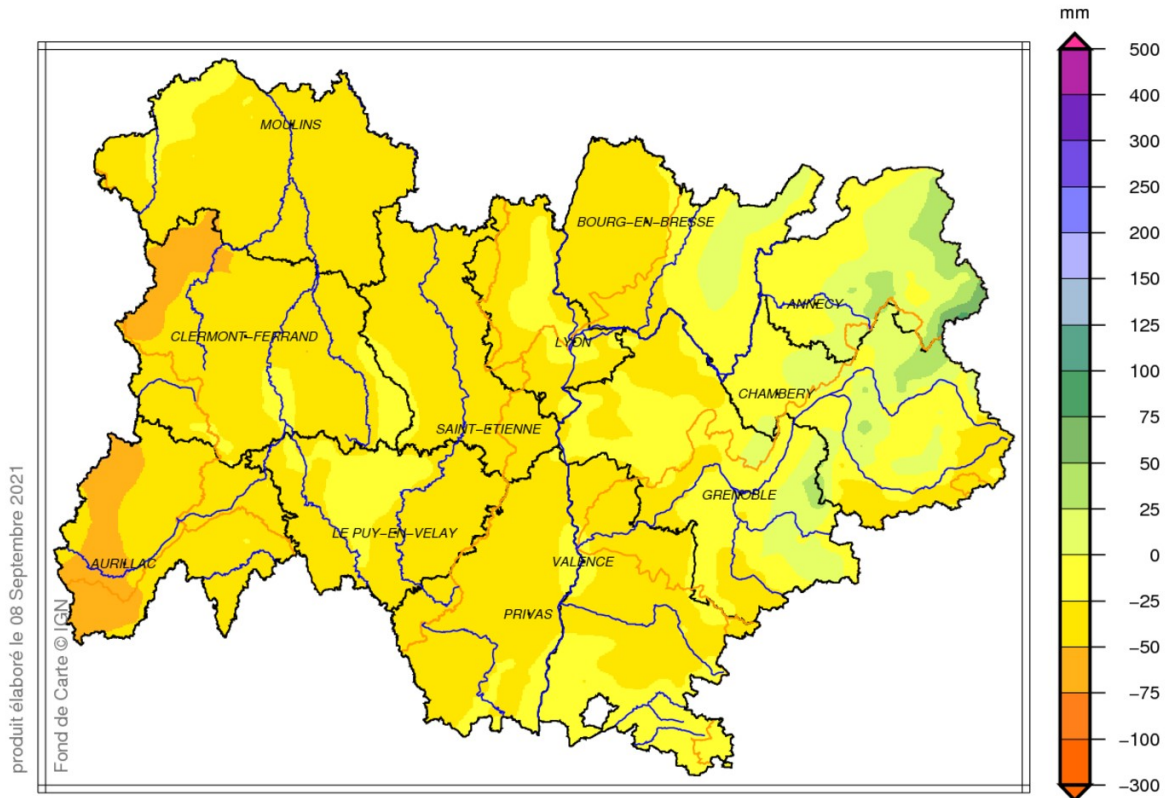 mm
500
400
300
250
200
150
125
100
75
50
25
0
−25
−50
−75
−100
−300
MOULINS
BOURG−EN−BRESSE
ANNECY
CLERMONT−FERRAND
LYON
CHAMBERY
SAINT−ETIENNE
GRENOBLE
LE PUY−EN−VELAY
AURILLAC
VALENCE
PRIVAS
produit élaboré le 08 Septembre 2021
Fond de Carte © IGN